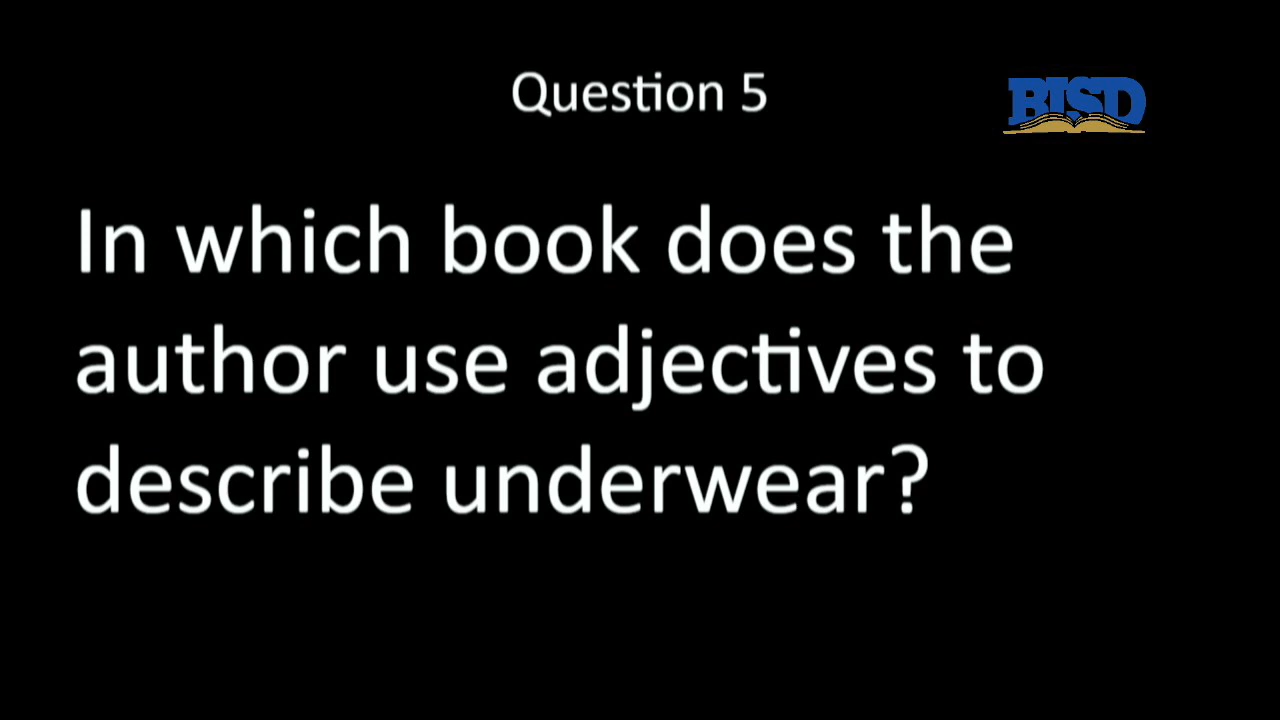 Question 5
BISD
In which book does the
author use adjectives to
describe underwear?